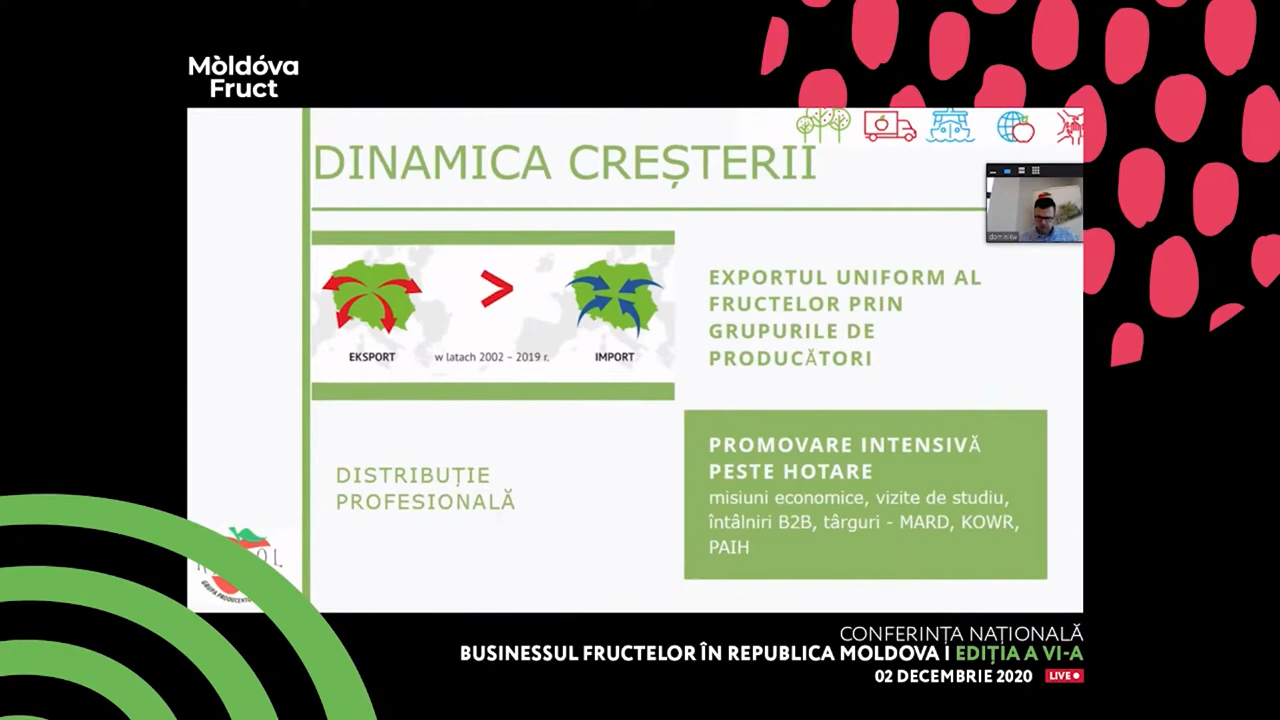 Mòldóva
Fruct
DINAMICA CREȘTERII
EKSPORT
w latach 2002 – 2019 r.
>
IMPORT
EXPORTUL UNIFORM AL
FRUCTELOR PRIN
GRUPURILE DE
PRODUCĂTORI
DISTRIBUȚIE
PROFESIONALĂ
PROMOVARE INTENSIVĂ
PESTE HOTARE
misiuni economice, vizite de studiu,
întâlniri B2B, târguri - MARD, KOWR,
PAIH
CONFERINȚA NAȚIONALĂ
BUSINESSUL FRUCTELOR ÎN REPUBLICA MOLDOVA I EDIȚIA A VI-A
02 DECEMBRIE 2020
LIVE